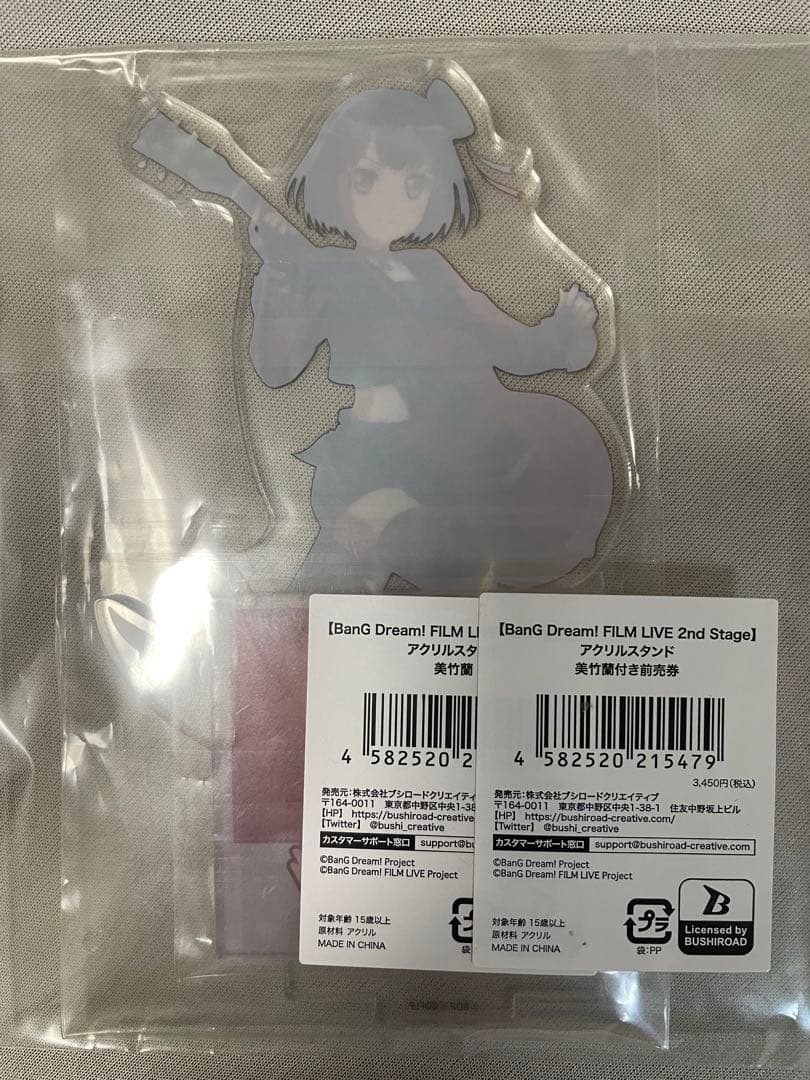 【BanG Dream! FILM LI
アクリルスタ
美竹蘭
4 582520 2
発売元:株式会社ブシロードクリエイティ
〒164-0011 東京都中野区中央1-38
【HP】 https://bushiroad-creative
【Twitter】 @bushi_creative
カスタマーサポート窓口 support@bu
©BanG Dream! Project
©BanG Dream! FILM LIVE Project
対象年齢 15歳以上
原材料 アクリル
MADE IN CHINA
袋
【BanG Dream! FILM LIVE 2nd Stage】
アクリルスタンド
美竹蘭付き前売券
4 582520 215479
3,450円(税込)
発売元:株式会社ブシロードクリエイティブ
〒164-0011 東京都中野区中央1-38-1 住友中野坂上ビル
【HP】 https://bushiroad-creative.com/
【Twitter】 @bushi_creative
カスタマーサポート窓口 support@bushiroad-creative.com
©BanG Dream! Project
©BanG Dream! FILM LIVE Project
対象年齢 15歳以上
原材料 アクリル
MADE IN CHINA
プラ
袋:PP
B
Licensed by
BUSHIROAD